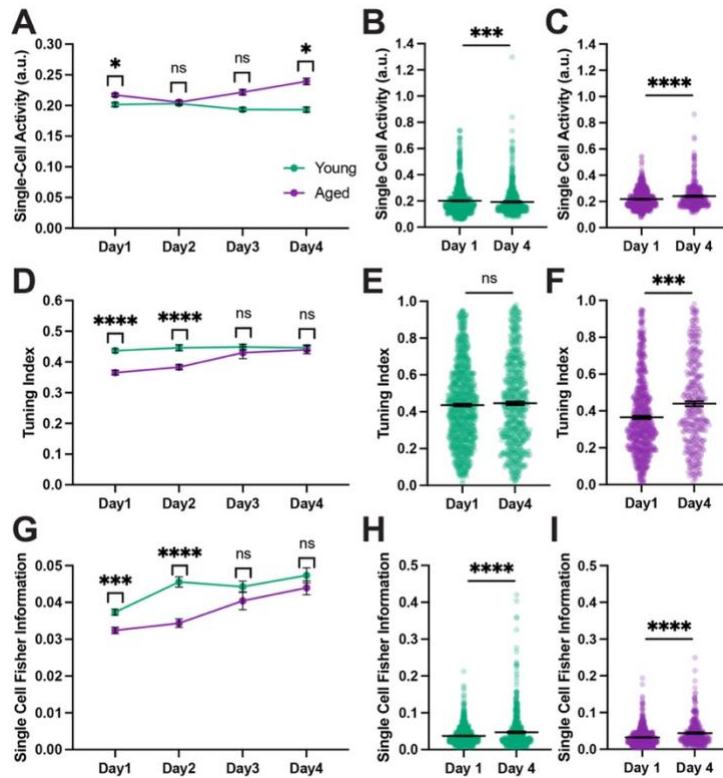 A
Single-Cell Activity (a.u.)
0.30
0.25
0.20
0.15
0.10
0.05
0.00
*
ns
ns
*
Young
Aged
Day1 Day2 Day3 Day4
B
Single Cell Activity (a.u.)
1.4
1.2
1.0
0.8
0.6
0.4
0.2
0.0
***
Day 1 Day 4
C
Single Cell Activity (a.u.)
1.4
1.2
1.0
0.8
0.6
0.4
0.2
0.0
****
Day 1 Day 4
D
Tuning Index
0.6
0.5
0.4
0.3
0.2
0.1
0.0
****
****
ns
ns
Day1 Day2 Day3 Day4
E
Tuning Index
1.0
0.8
0.6
0.4
0.2
0.0
ns
Day1 Day4
F
Tuning Index
1.0
0.8
0.6
0.4
0.2
0.0
***
Day1 Day4
G
Single Cell Fisher Information
0.05
0.04
0.03
0.02
0.01
0.00
***
****
ns
ns
Day1 Day2 Day3 Day4
H
Single Cell Fisher Information
0.5
0.4
0.3
0.2
0.1
0.0
****
Day 1 Day 4
I
Single Cell Fisher Information
0.5
0.4
0.3
0.2
0.1
0.0
****
Day 1 Day 4